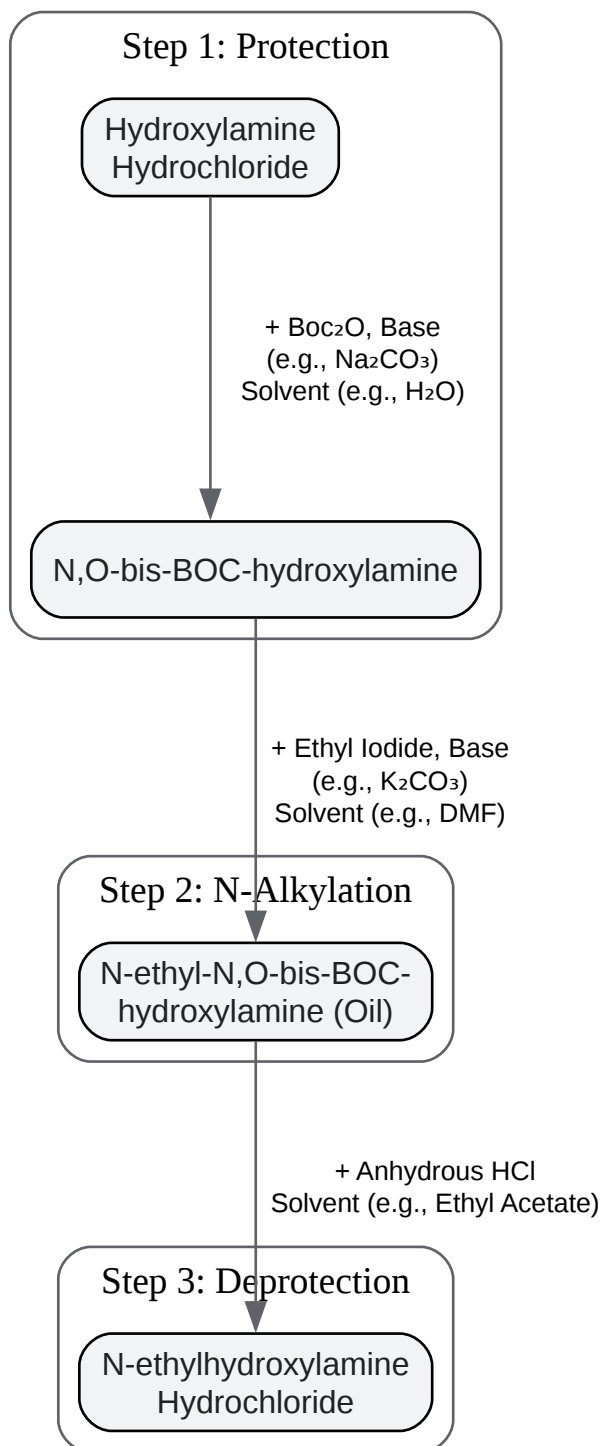 Step 1: Protection
Hydroxylamine
Hydrochloride
+ Boc₂O, Base
(e.g., Na₂CO₃)
Solvent (e.g., H₂O)
N,O-bis-BOC-hydroxylamine
+ Ethyl Iodide, Base
(e.g., K₂CO₃)
Solvent (e.g., DMF)
Step 2: N-Alkylation
N-ethyl-N,O-bis-BOC-
hydroxylamine (Oil)
+ Anhydrous HCl
Solvent (e.g., Ethyl Acetate)
Step 3: Deprotection
N-ethylhydroxylamine
Hydrochloride